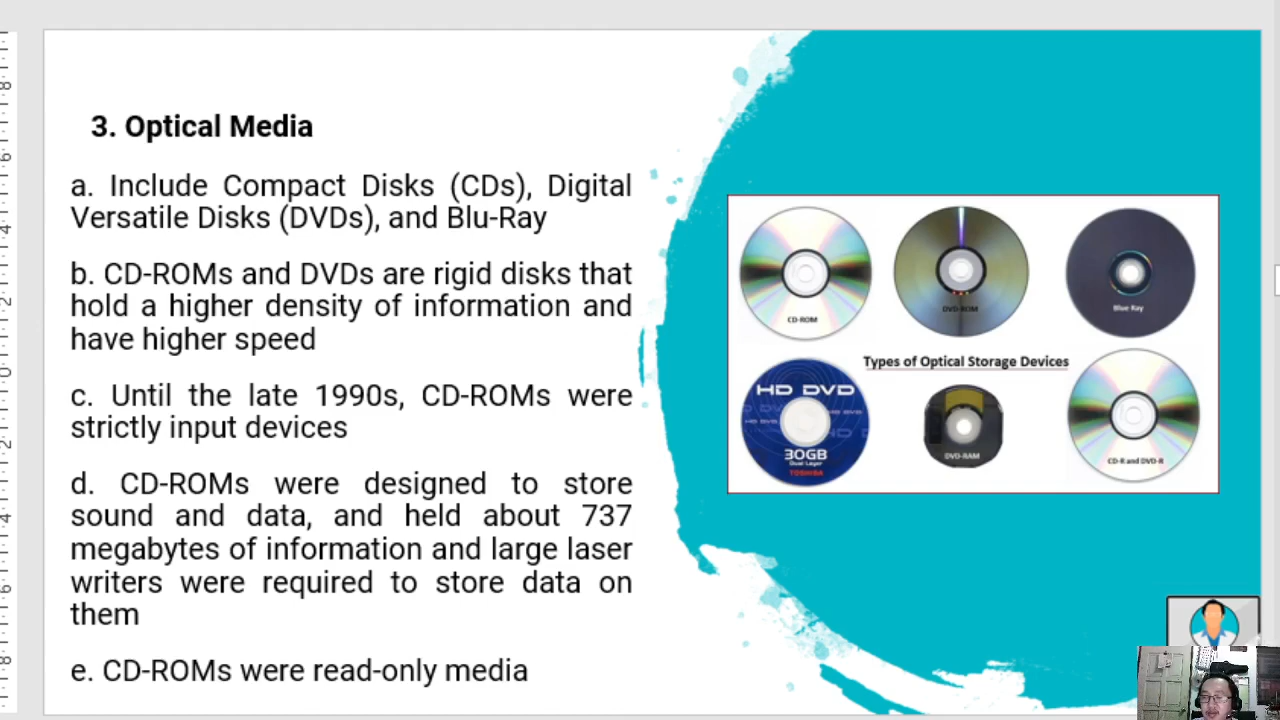 3. Optical Media
a. Include Compact Disks (CDs), Digital
Versatile Disks (DVDs), and Blu-Ray
b. CD-ROMs and DVDs are rigid disks that
hold a higher density of information and
have higher speed
c. Until the late 1990s, CD-ROMs were
strictly input devices
d. CD-ROMs were designed to store
sound and data, and held about 737
megabytes of information and large laser
writers were required to store data on
them
e. CD-ROMs were read-only media
CD-ROM
DVD-ROM
Blue Ray
Types of Optical Storage Devices
HD DVD
30GB
Dual Layer
TOSHIBA
DVD-RAM
CD-R and DVD-R